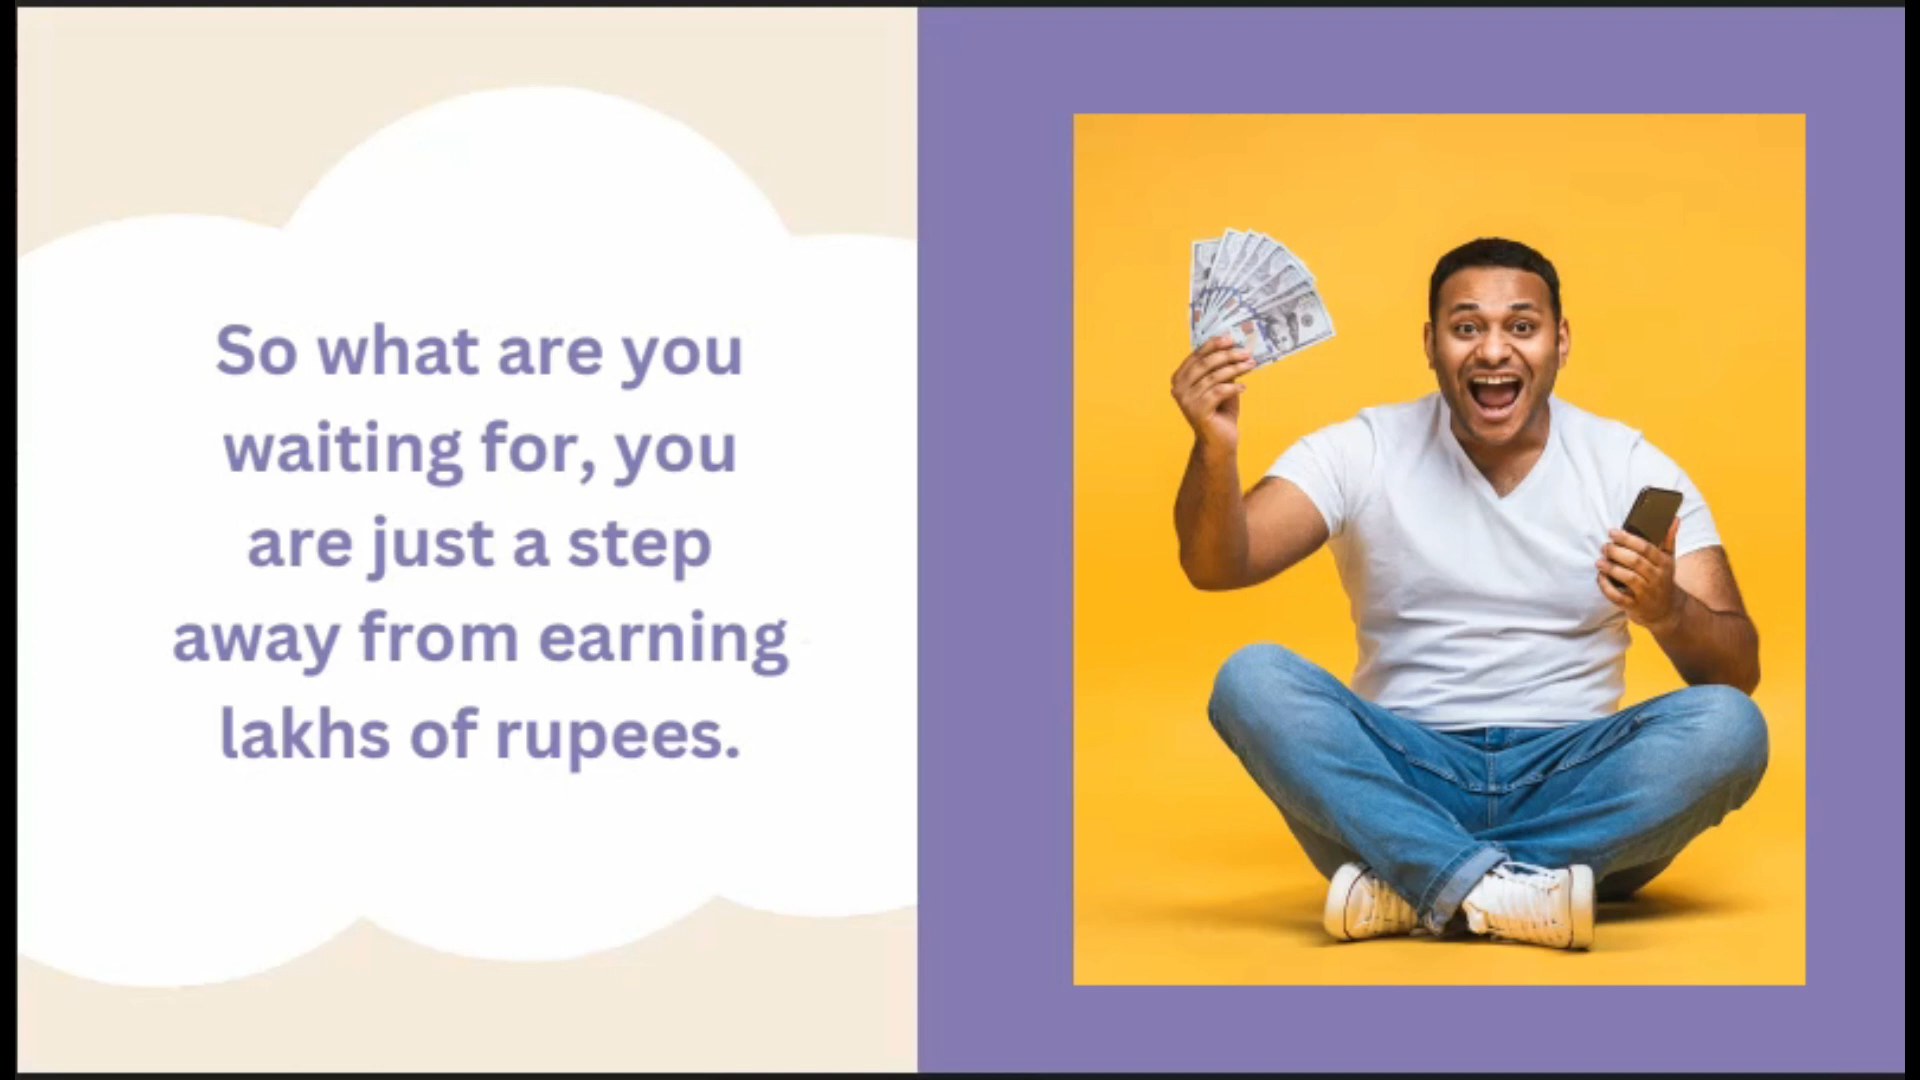 So what are you
waiting for, you
are just a step
away from earning
lakhs of rupees.